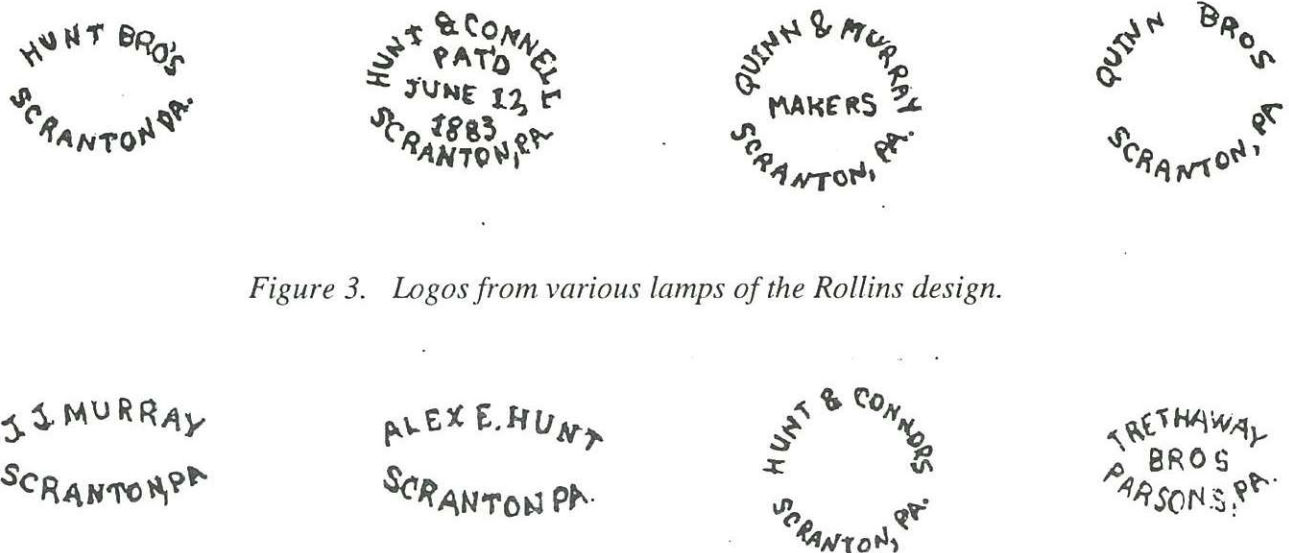 HUNT BRO'S
SCRANTON PA.
HUNT & CONNELL
PAT'D
JUNE 12,
1883
SCRANTON, PA
QUINN & MURRAY
MAKERS
SCRANTON, PA.
QUINN BROS
SCRANTON, PA
Figure 3. Logos from various lamps of the Rollins design.
J J MURRAY
SCRANTON, PA
ALEX E. HUNT
SCRANTON PA.
HUNT & CONNORS
SCRANTON, PA.
TRETHAWAY
BROS
PARSONS, PA.